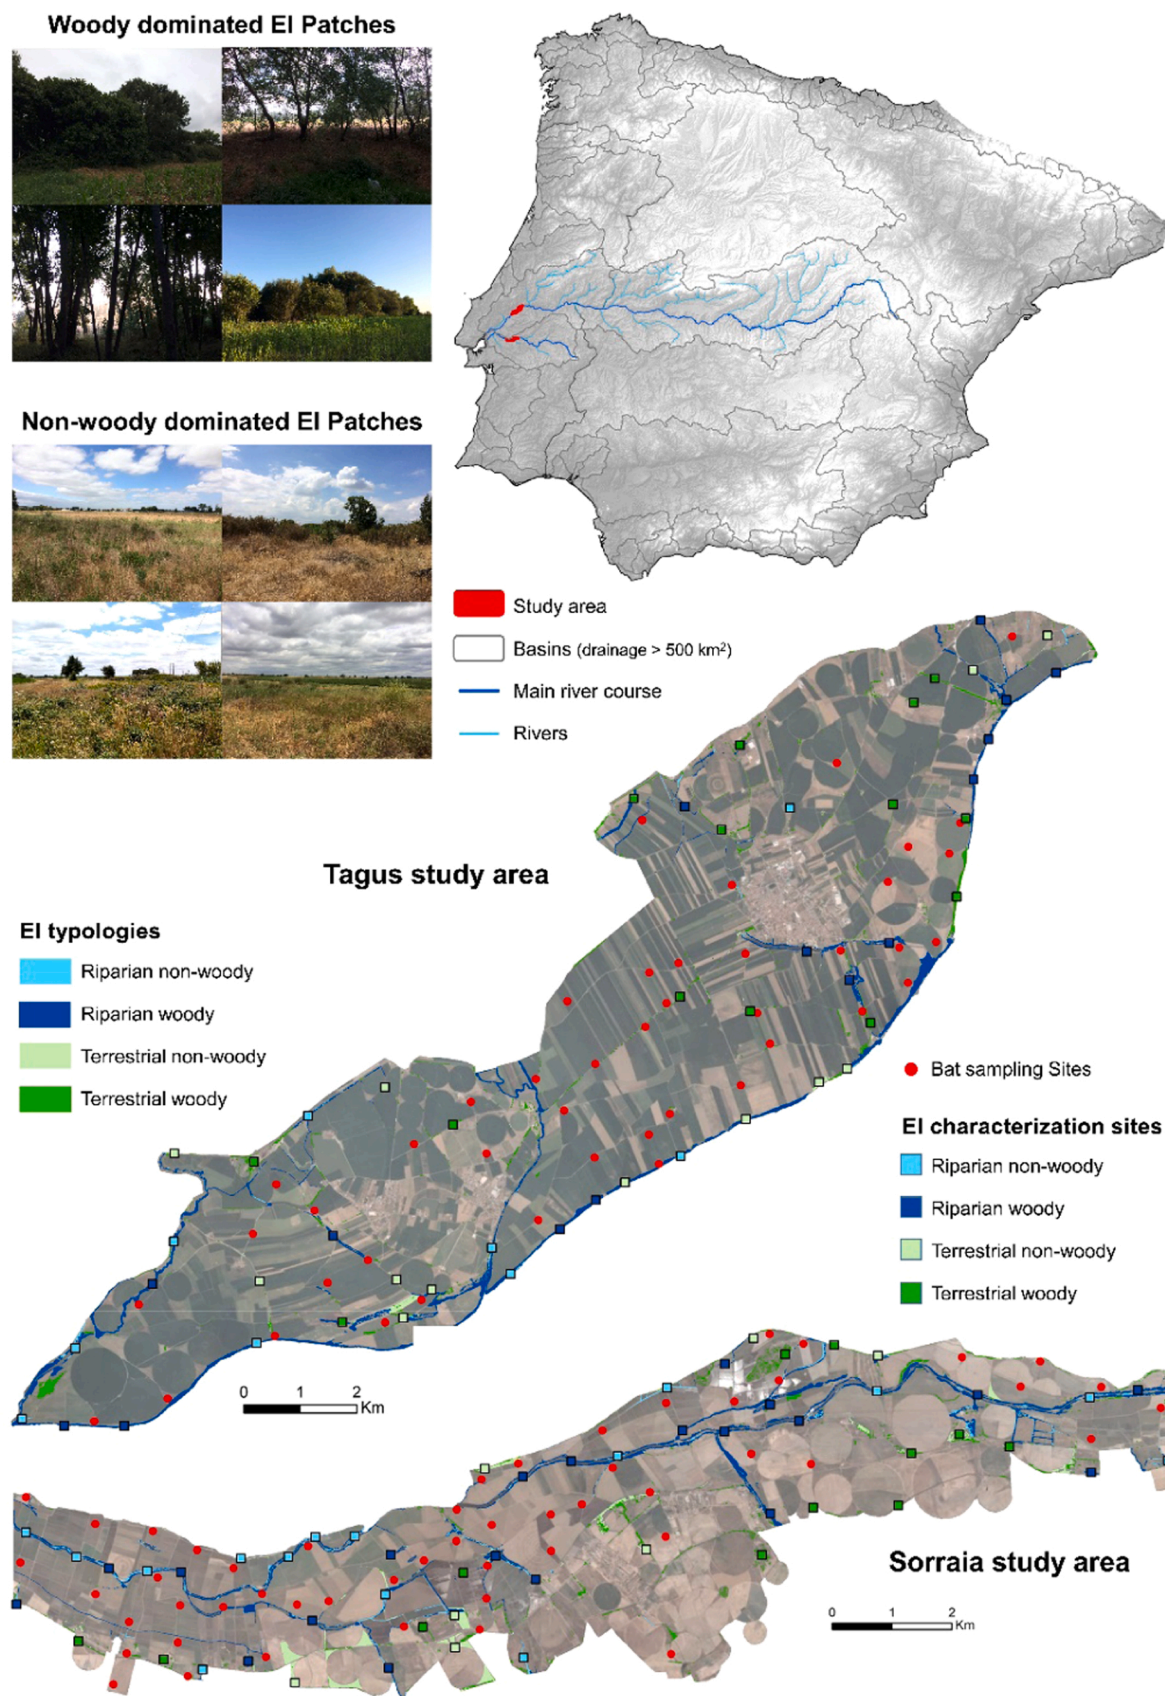 Woody dominated EI Patches
Non-woody dominated EI Patches
Study area
Basins (drainage > 500 km²)
Main river course
Rivers
Tagus study area
EI typologies
Riparian non-woody
Riparian woody
Terrestrial non-woody
Terrestrial woody
Bat sampling Sites
EI characterization sites
Riparian non-woody
Riparian woody
Terrestrial non-woody
Terrestrial woody
0 1 2
Km
Sorraia study area
0 1 2
Km